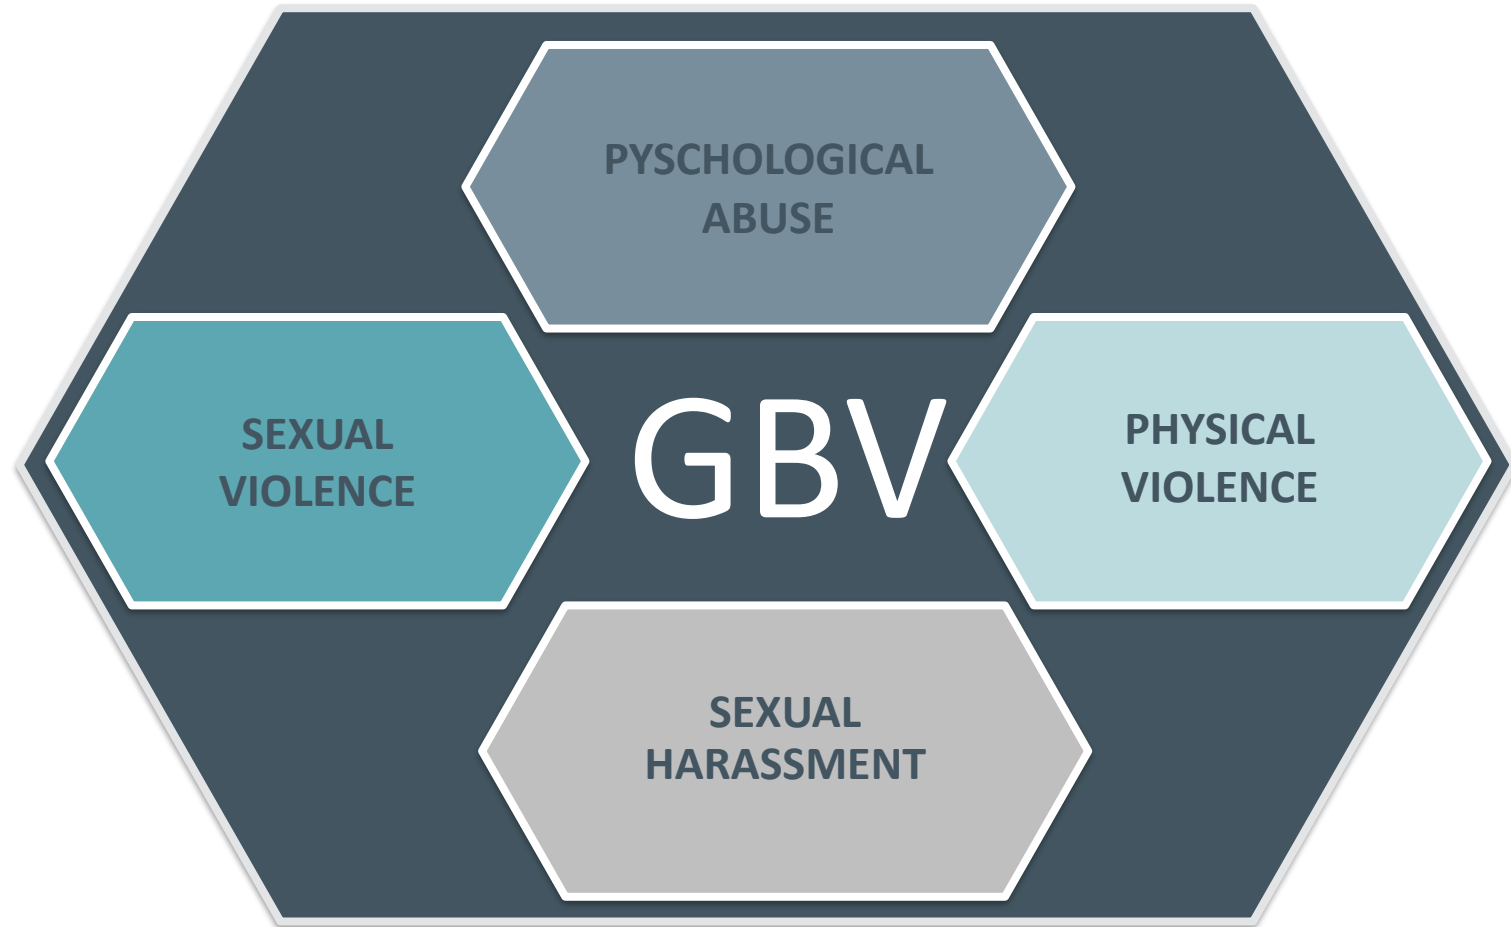 PYSCHOLOGICAL
ABUSE
SEXUAL
VIOLENCE
GBV
PHYSICAL
VIOLENCE
SEXUAL
HARASSMENT